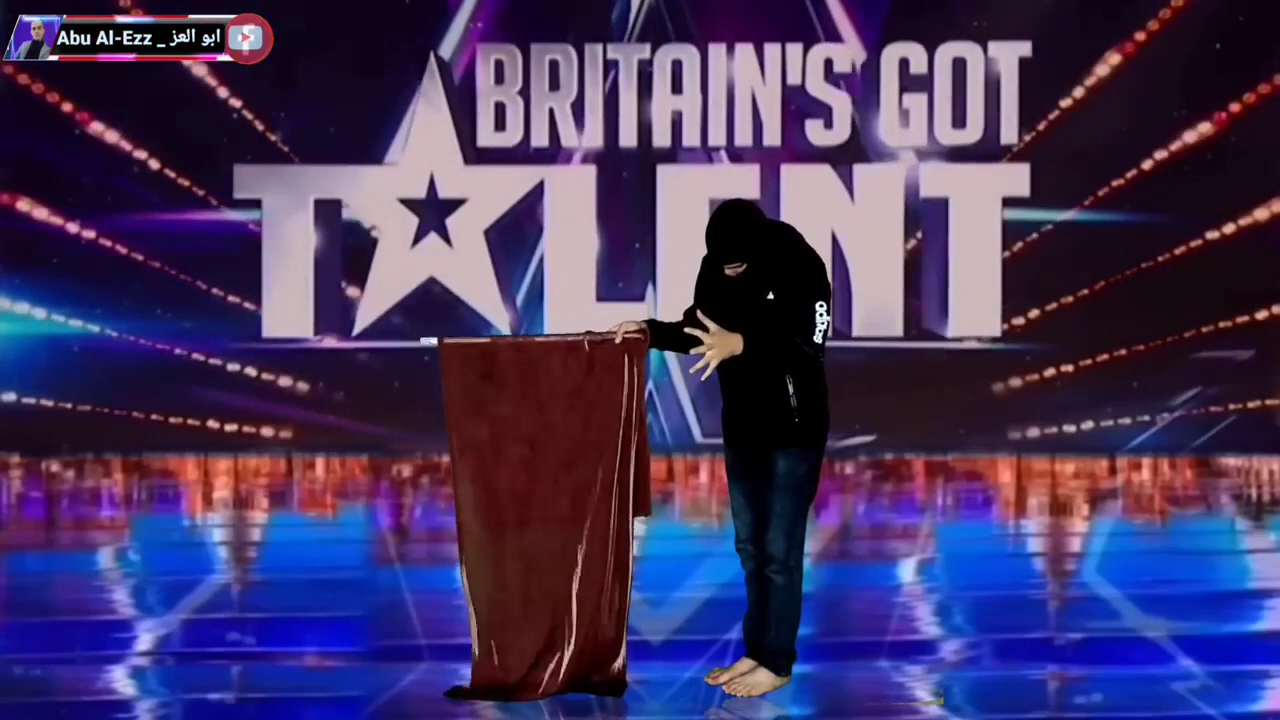 Abu Al-Ezz _ ابو العز
BRITAIN'S GOT
TALENT
adidas